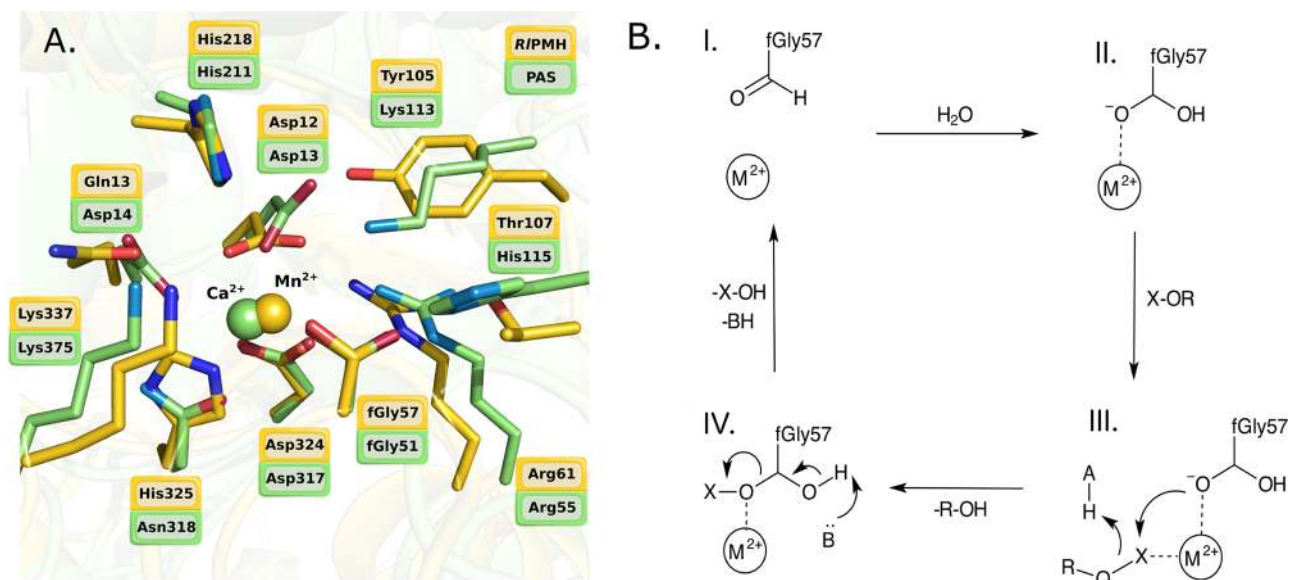 A.
His218
His211
RlPMH
PAS
Tyr105
Lys113
Asp12
Asp13
Gln13
Asp14
Thr107
His115
Ca2+
Mn2+
Lys337
Lys375
fGly57
fGly51
Asp324
Asp317
His325
Asn318
Arg61
Arg55
B.
I.
fGly57
O
H
M2+
H2O
II.
fGly57
−O
OH
M2+
X-OR
-X-OH
-BH
III.
fGly57
−O
OH
A
H
R
O
X
M2+
-R-OH
IV.
fGly57
H
X
O
O
M2+
B